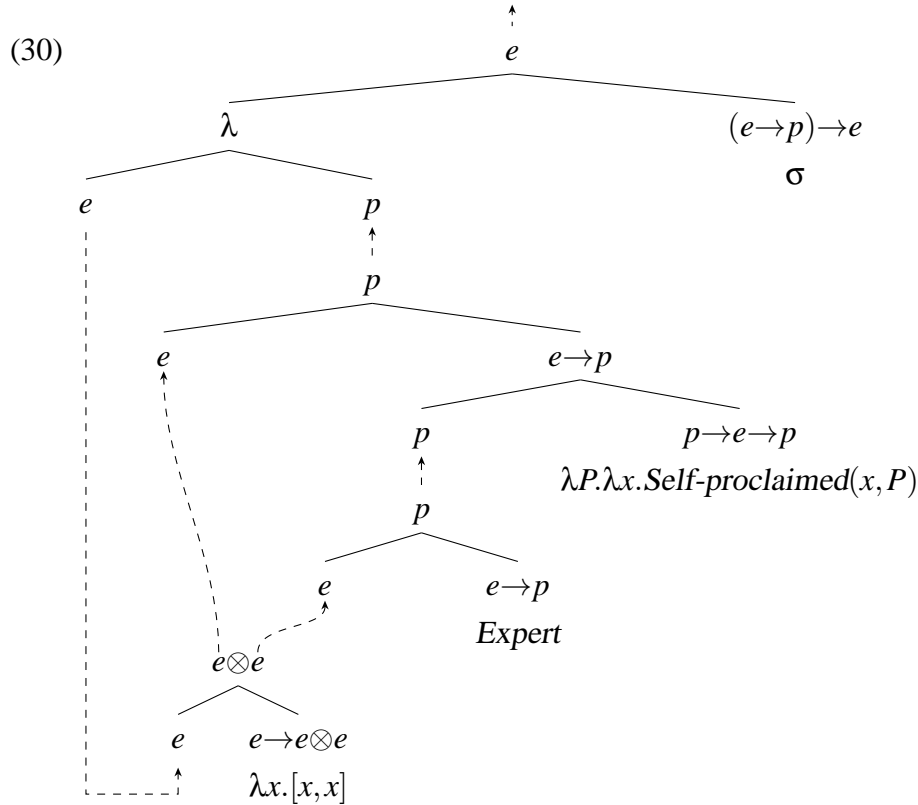 (30)
e
λ (e→p)→e
σ
e p
p
e e→p
p p→e→p
λP.λx.Self-proclaimed(x, P)
p
e e→p
Expert
e⊗e
e e→e⊗e
λx.[x, x]